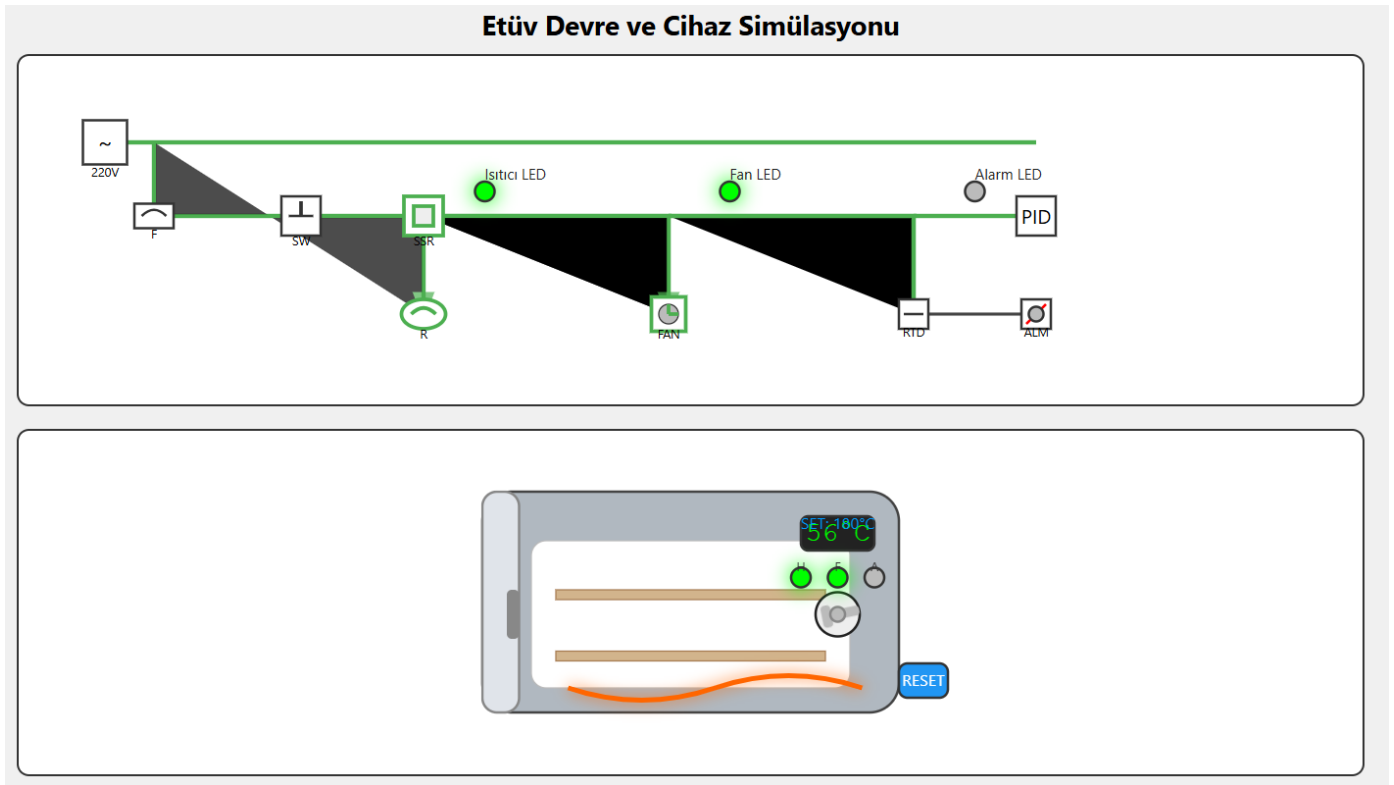 Etüv Devre ve Cihaz Simülasyonu
~
220V
Isıtıcı LED
Fan LED
Alarm LED
F
SW
SSR
PID
R
FAN
RTD
ALM
SET: 180°C
56°C
H
F
A
RESET